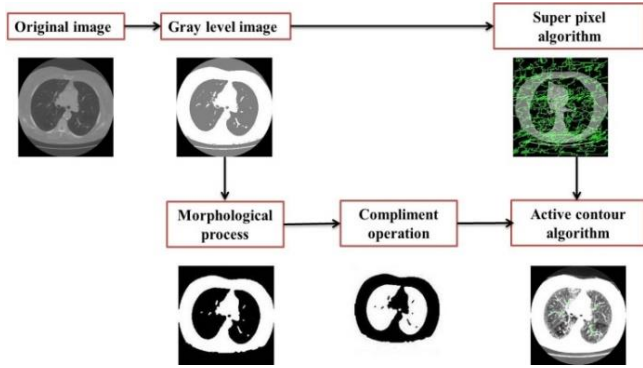 Original image
Gray level image
Super pixel
algorithm
Morphological
process
Compliment
operation
Active contour
algorithm